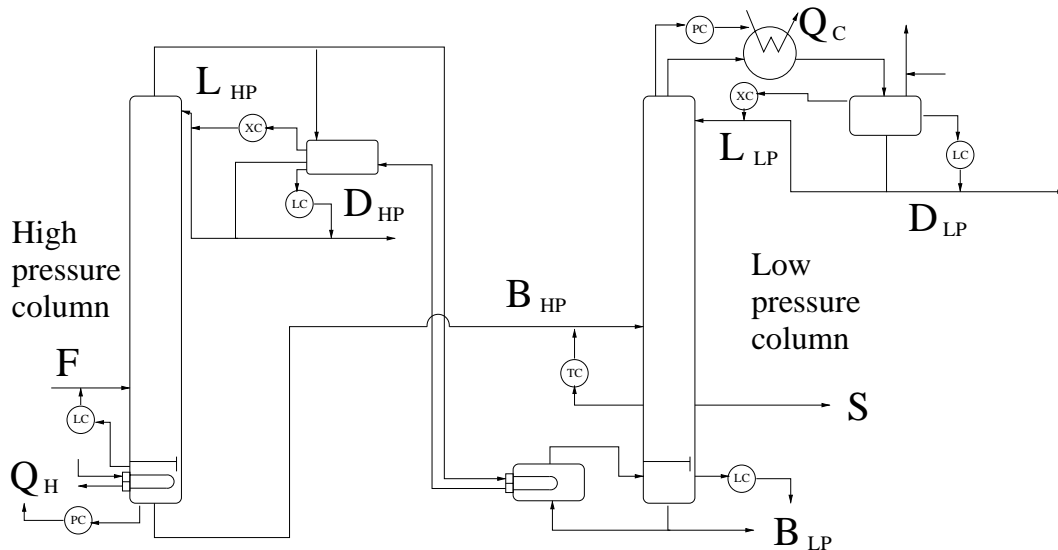 PC
Q C
L HP
XC
XC
L LP
LC
LC
D HP
D LP
High
pressure
column
Low
pressure
column
B HP
F
TC
LC
S
Q H
LC
PC
B LP